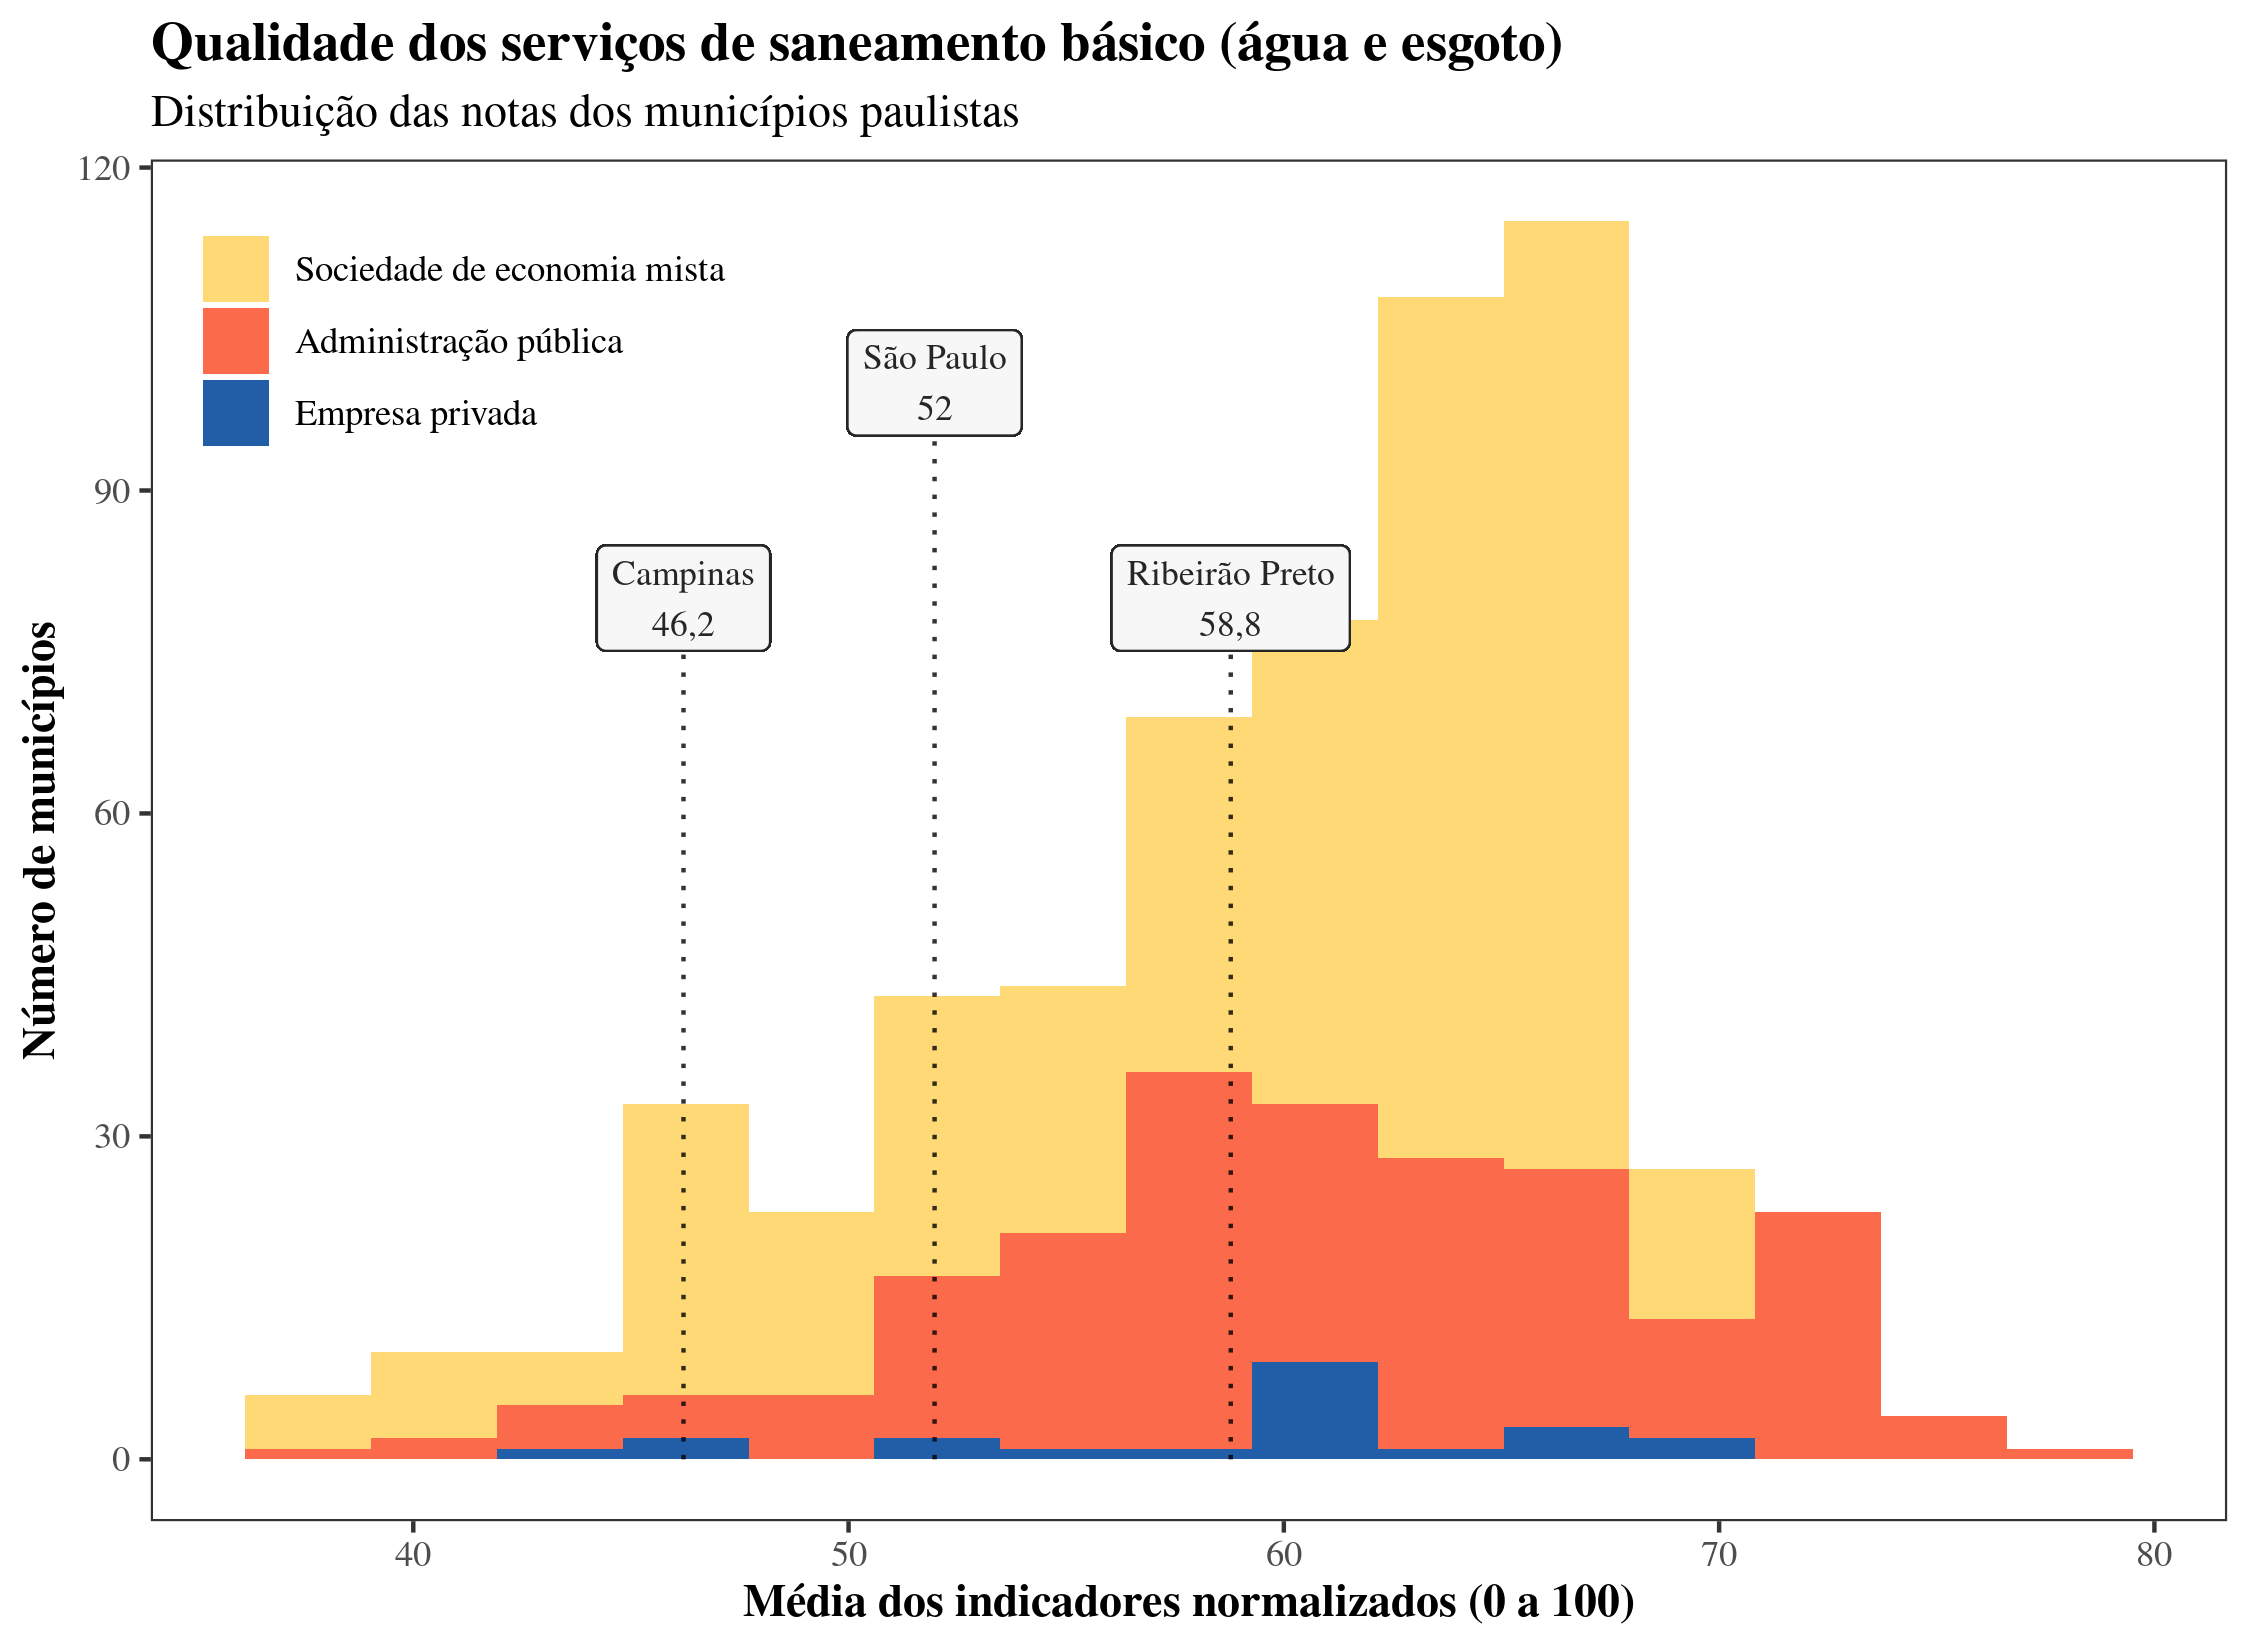 Qualidade dos serviços de saneamento básico (água e esgoto)
Distribuição das notas dos municípios paulistas
120
90
60
30
0
Número de municípios
Sociedade de economia mista
Administração pública
Empresa privada
São Paulo
52
Campinas
46,2
Ribeirão Preto
58,8
40
50
60
70
80
Média dos indicadores normalizados (0 a 100)